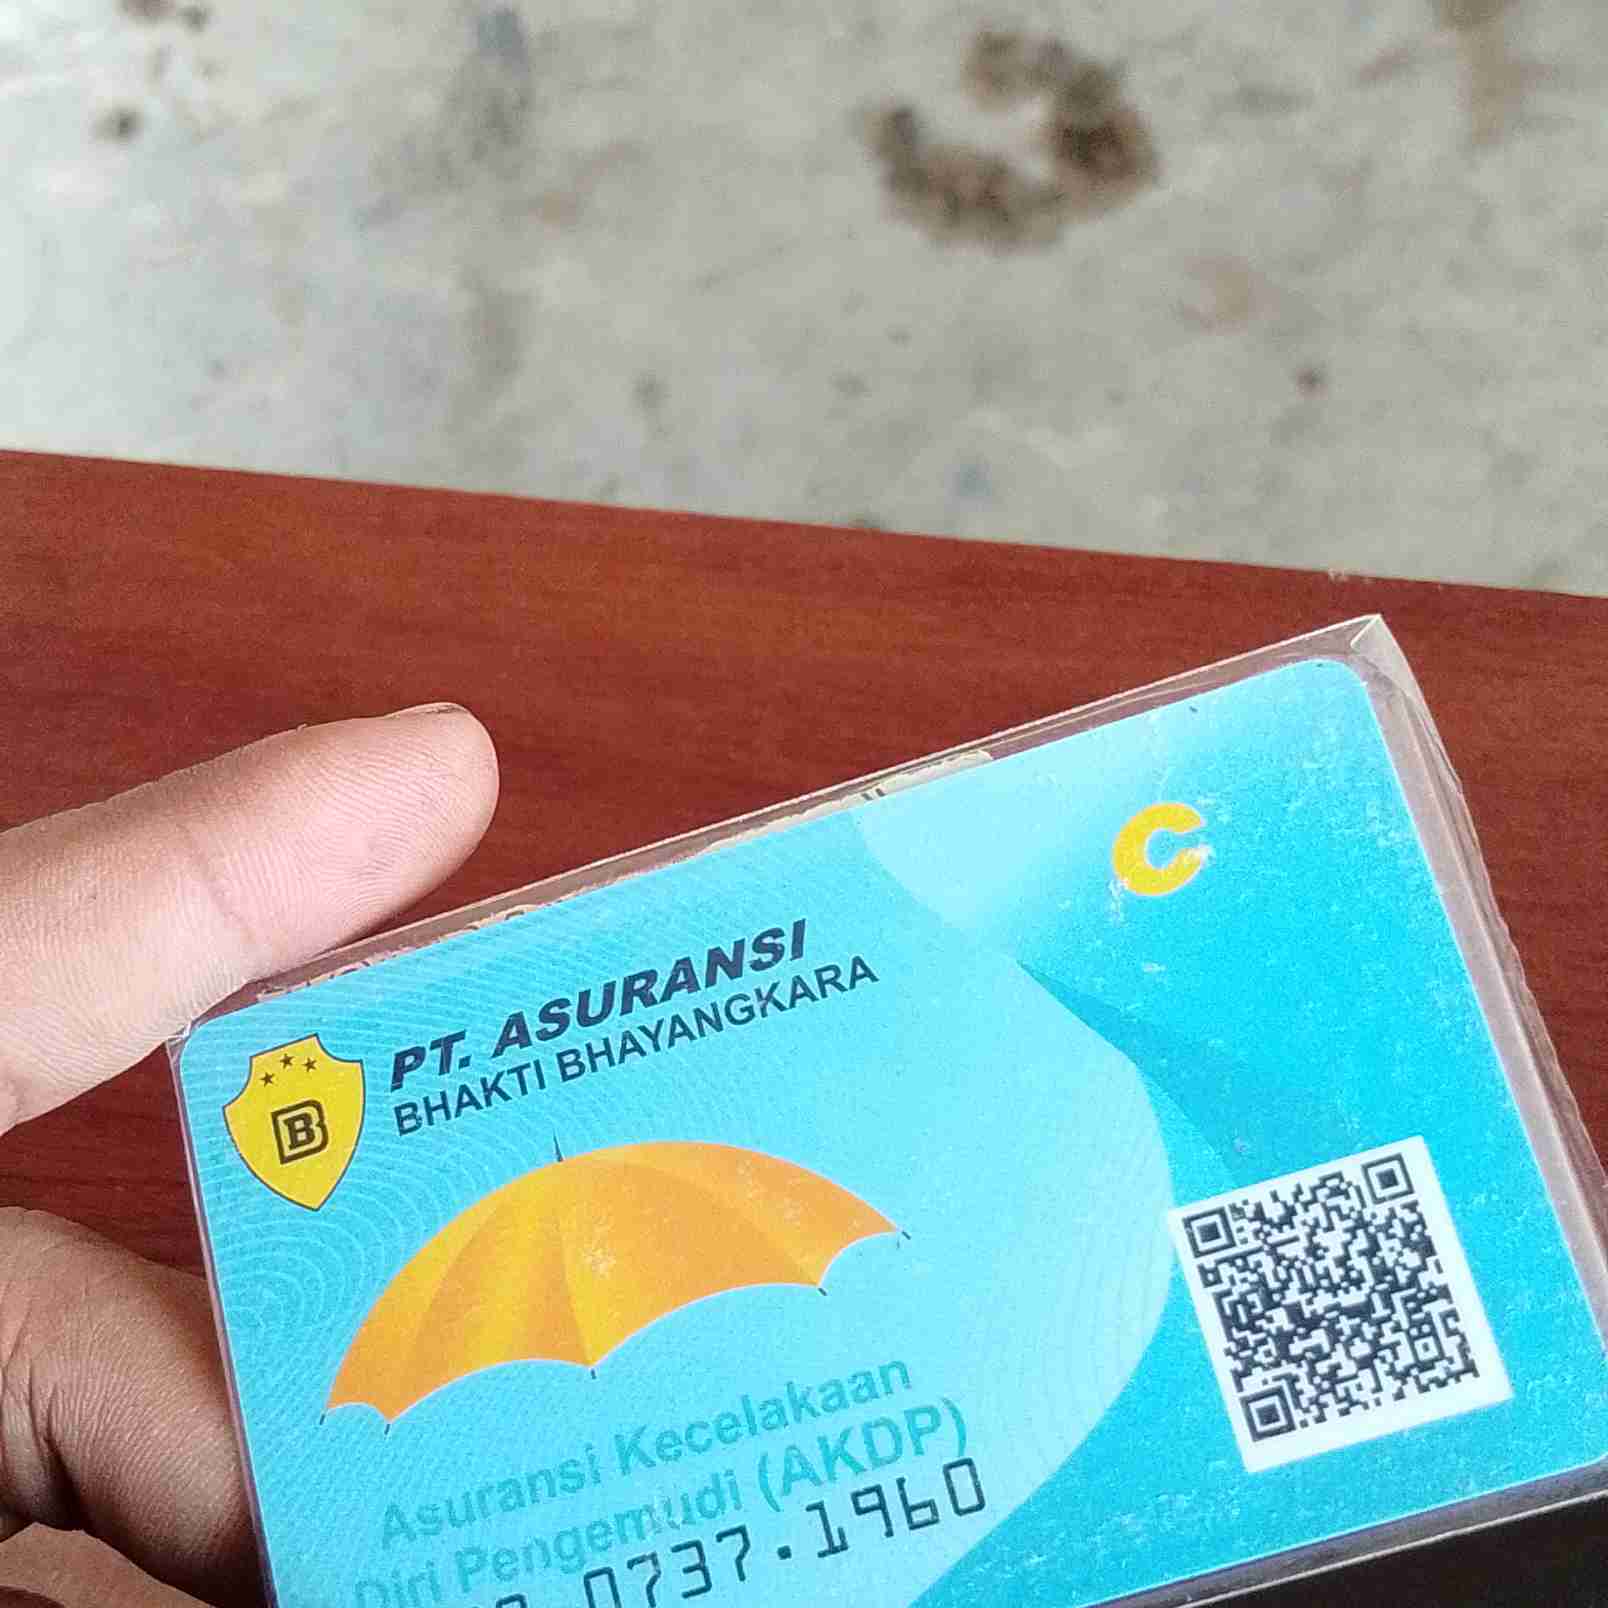 C
PT. ASURANSI
BHAKTI BHAYANGKARA
B
Asuransi Kecelakaan
Diri Pengemudi (AKDP)
0737.1960